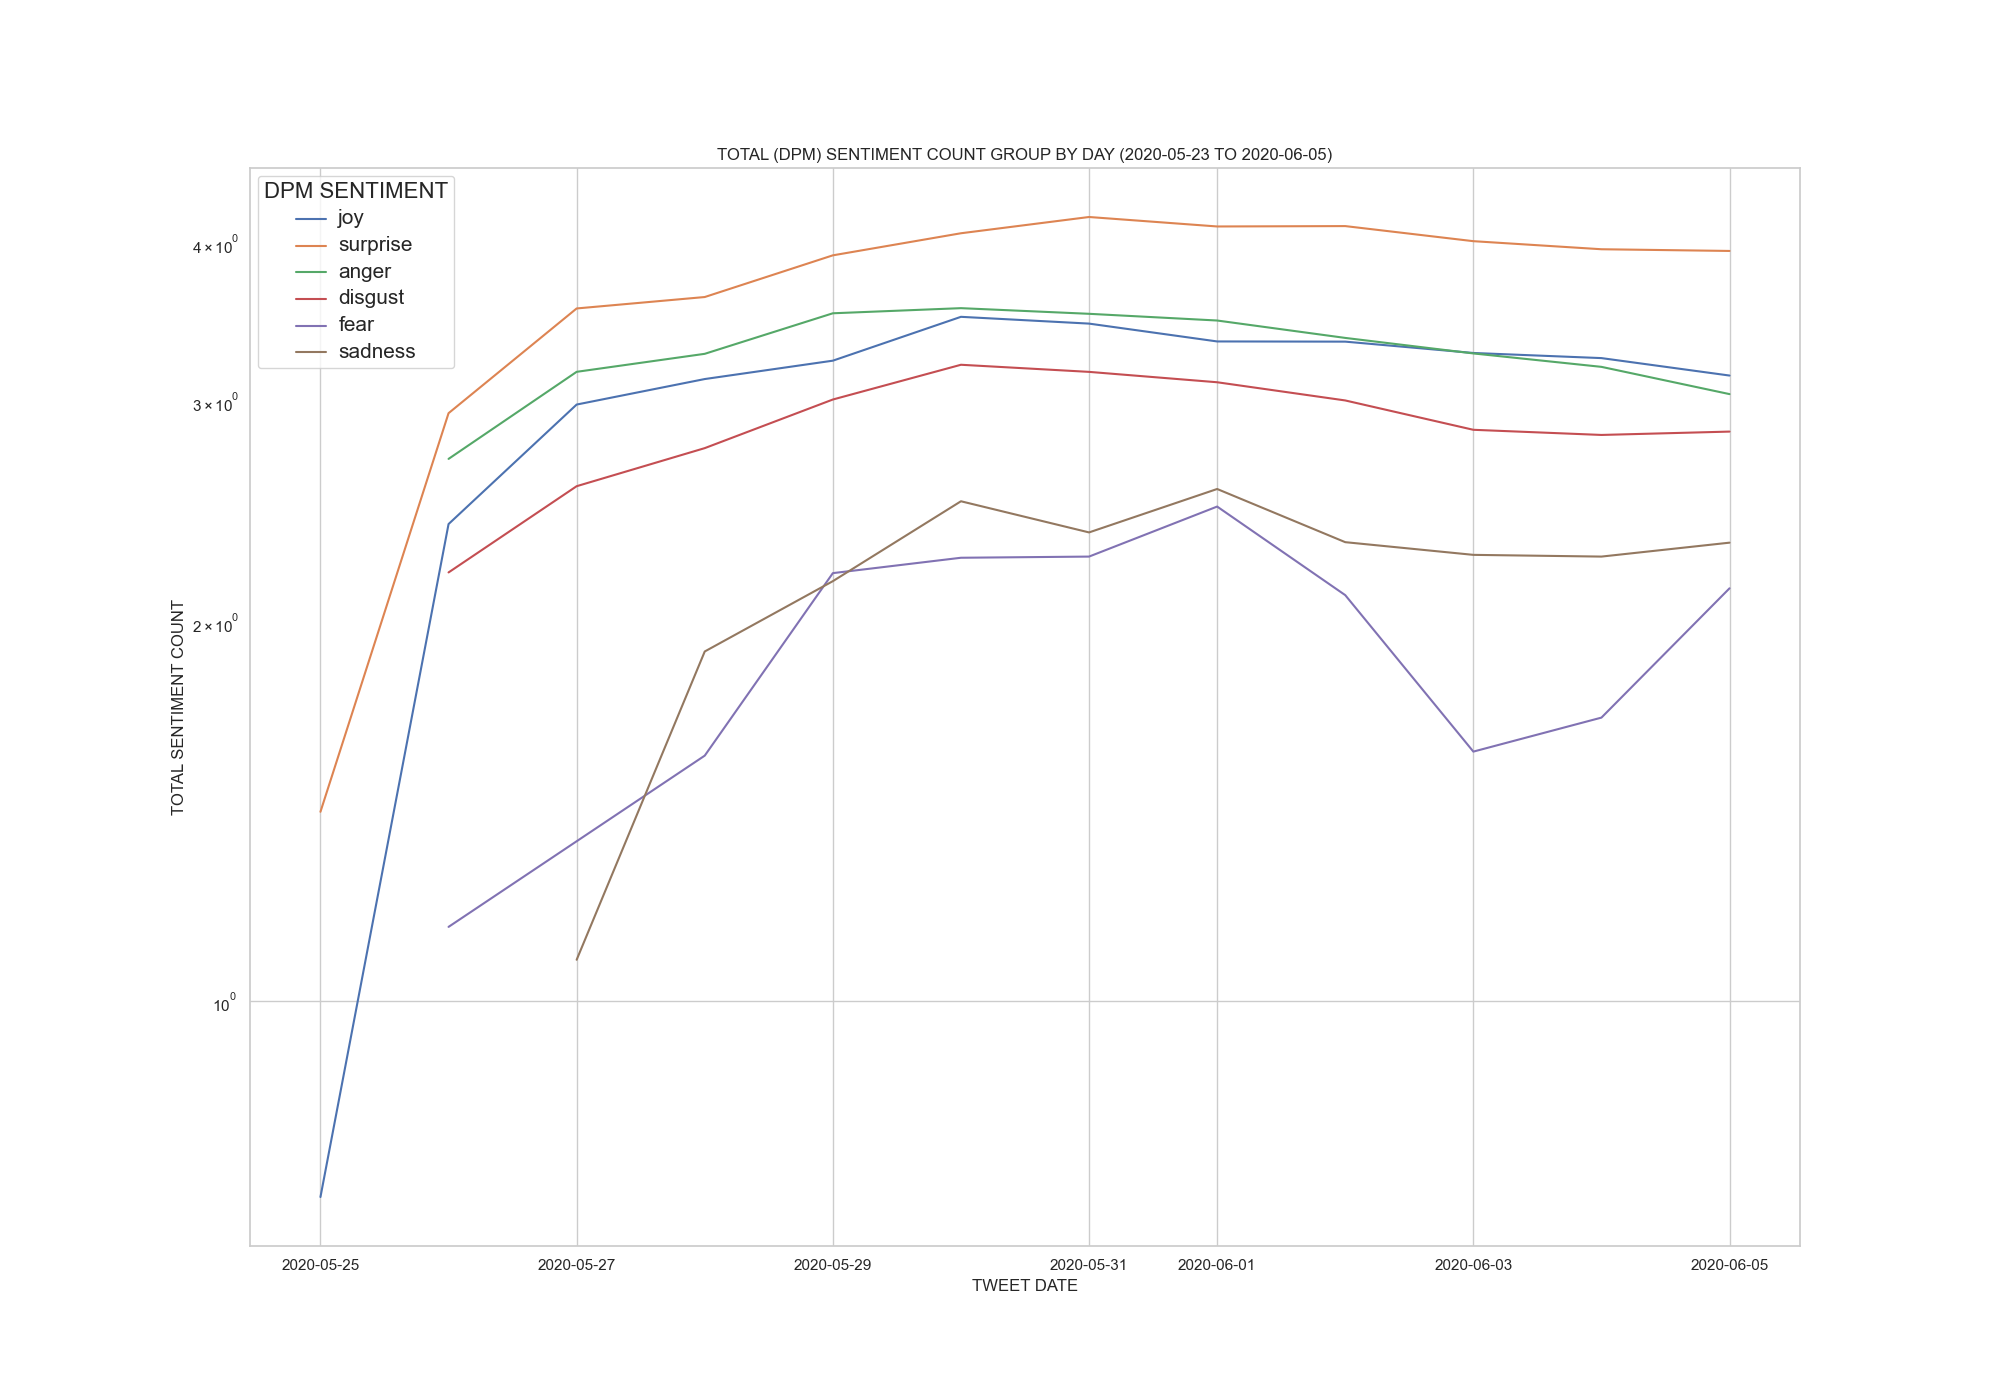 TOTAL (DPM) SENTIMENT COUNT GROUP BY DAY (2020-05-23 TO 2020-06-05)
DPM SENTIMENT
joy
surprise
anger
disgust
fear
sadness
4 × 10⁰
3 × 10⁰
2 × 10⁰
10⁰
TOTAL SENTIMENT COUNT
2020-05-25 2020-05-27 2020-05-29 2020-05-31 2020-06-01 2020-06-03 2020-06-05
TWEET DATE